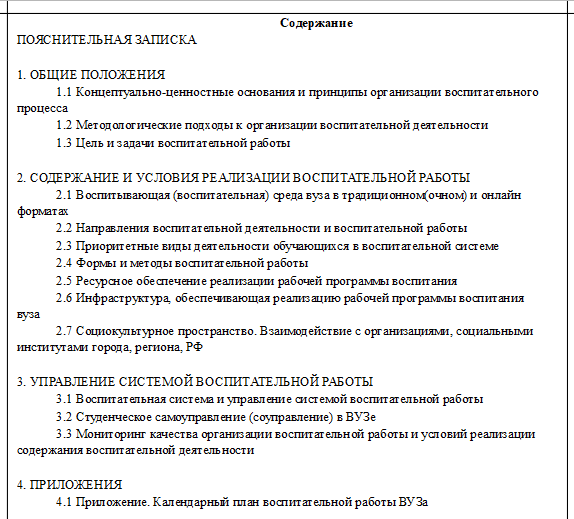 Содержание
ПОЯСНИТЕЛЬНАЯ ЗАПИСКА
1. ОБЩИЕ ПОЛОЖЕНИЯ
1.1 Концептуально-ценностные основания и принципы организации воспитательного
процесса
1.2 Методологические подходы к организации воспитательной деятельности
1.3 Цель и задачи воспитательной работы
2. СОДЕРЖАНИЕ И УСЛОВИЯ РЕАЛИЗАЦИИ ВОСПИТАТЕЛЬНОЙ РАБОТЫ
2.1 Воспитывающая (воспитательная) среда вуза в традиционном(очном) и онлайн
форматах
2.2 Направления воспитательной деятельности и воспитательной работы
2.3 Приоритетные виды деятельности обучающихся в воспитательной системе
2.4 Формы и методы воспитательной работы
2.5 Ресурсное обеспечение реализации рабочей программы воспитания
2.6 Инфраструктура, обеспечивающая реализацию рабочей программы воспитания
вуза
2.7 Социокультурное пространство. Взаимодействие с организациями, социальными
институтами города, региона, РФ
3. УПРАВЛЕНИЕ СИСТЕМОЙ ВОСПИТАТЕЛЬНОЙ РАБОТЫ
3.1 Воспитательная система и управление системой воспитательной работы
3.2 Студенческое самоуправление (соуправление) в ВУЗе
3.3 Мониторинг качества организации воспитательной работы и условий реализации
содержания воспитательной деятельности
4. ПРИЛОЖЕНИЯ
4.1 Приложение. Календарный план воспитательной работы ВУЗа